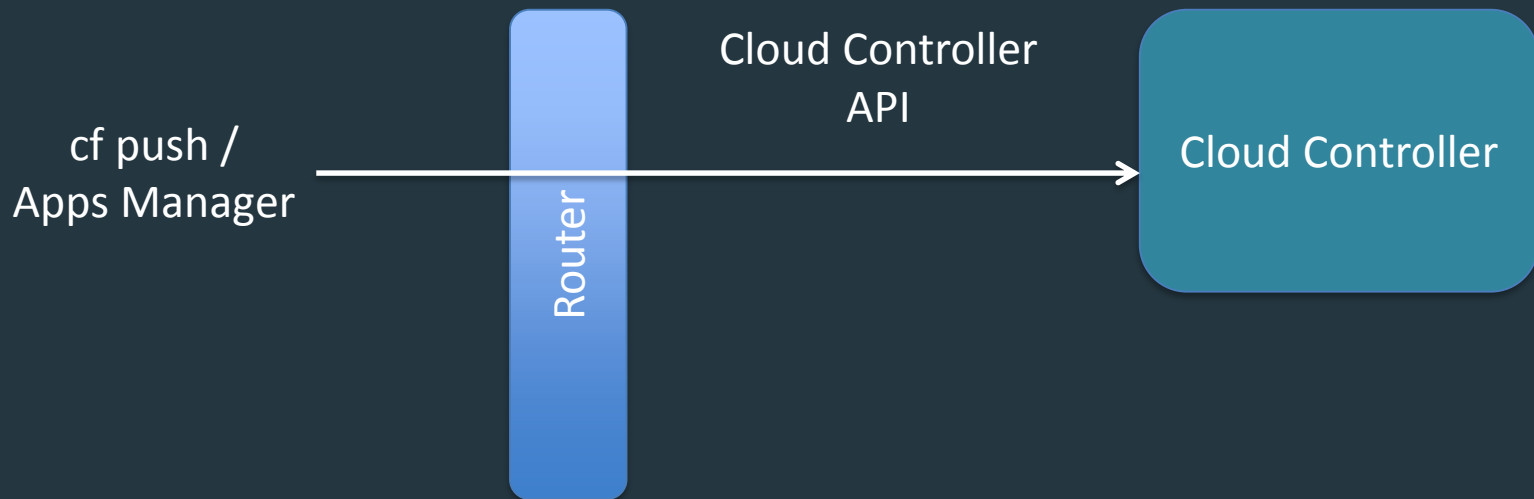 cf push /
Apps Manager
Router
Cloud Controller
API
Cloud Controller